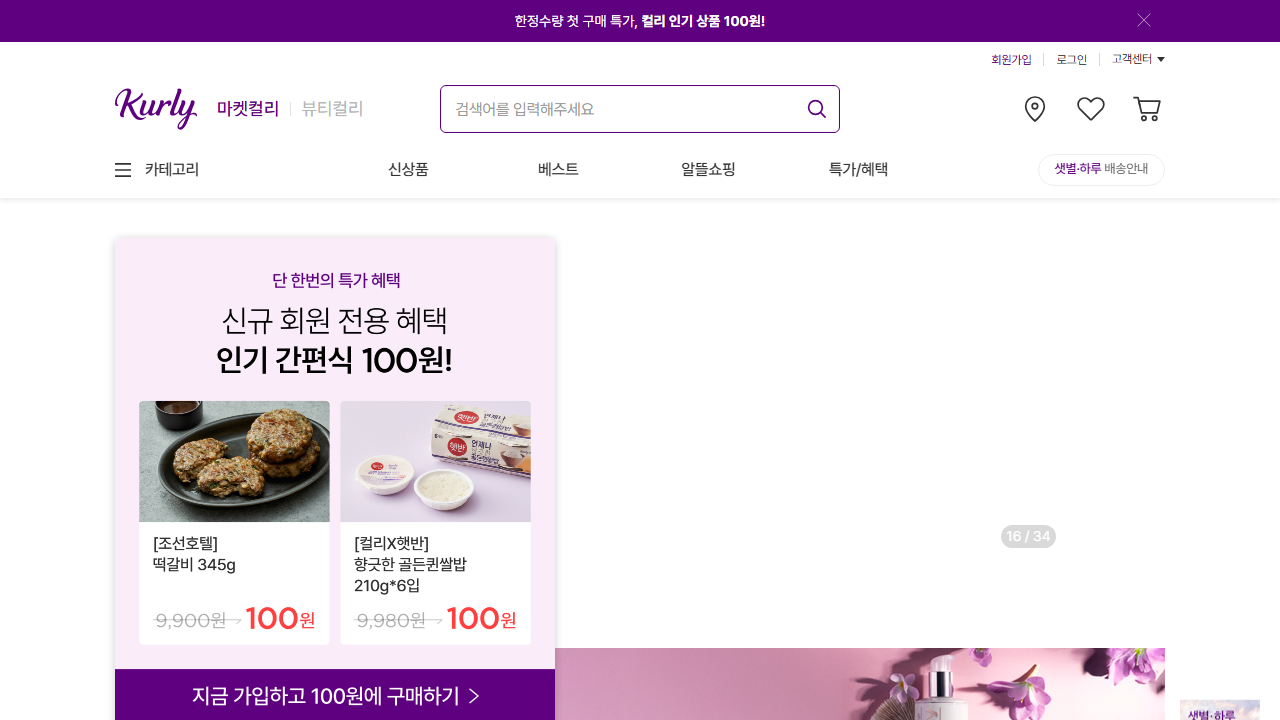 한정수량 첫 구매 특가, 컬리 인기 상품 100원!
회원가입 로그인 고객센터
Kurly 마켓컬리 뷰티컬리
검색어를 입력해주세요
카테고리 신상품 베스트 알뜰쇼핑 특가/혜택 샛별·하루 배송안내
단 한번의 특가 혜택
신규 회원 전용 혜택
인기 간편식 100원!
햇반 언제나
[조선호텔]
떡갈비 345g
9,900원 → 100원
[컬리X햇반]
향긋한 골든퀸쌀밥
210g*6입
9,980원 → 100원
16 / 34
지금 가입하고 100원에 구매하기
샛별·하루